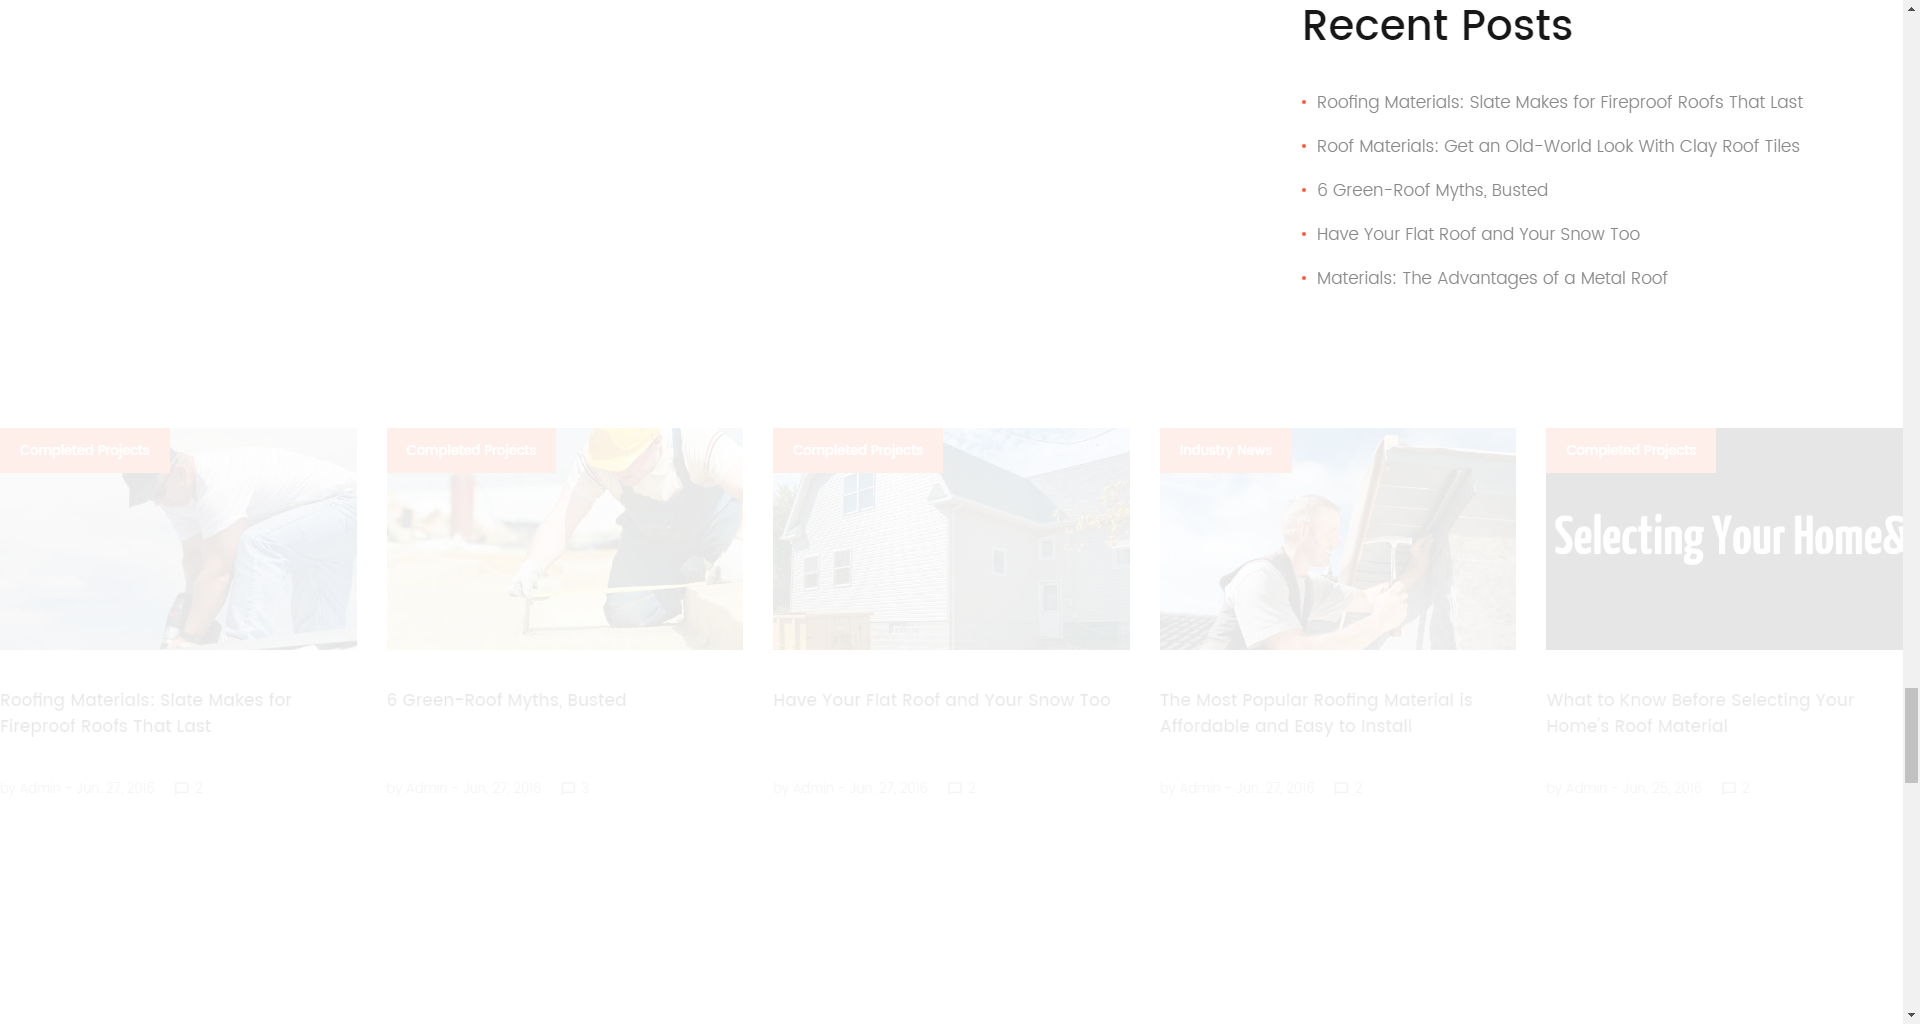 Recent Posts
Roofing Materials: Slate Makes for Fireproof Roofs That Last
Roof Materials: Get an Old-World Look With Clay Roof Tiles
6 Green-Roof Myths, Busted
Have Your Flat Roof and Your Snow Too
Materials: The Advantages of a Metal Roof
Completed Projects
Roofing Materials: Slate Makes for
Fireproof Roofs That Last
by Admin - Jun. 27, 2016 2
Completed Projects
6 Green-Roof Myths, Busted
by Admin - Jun. 27, 2016 3
Completed Projects
Have Your Flat Roof and Your Snow Too
by Admin - Jun. 27, 2016 2
Industry News
The Most Popular Roofing Material is
Affordable and Easy to Install
by Admin - Jun. 27, 2016 2
Completed Projects
Selecting Your Home&
What to Know Before Selecting Your
Home's Roof Material
by Admin - Jun. 26, 2016 2